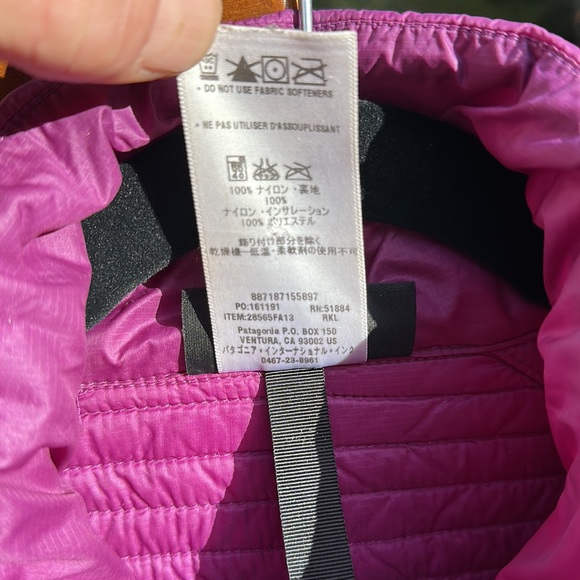 - DO NOT USE FABRIC SOFTENERS
- NE PAS UTILISER D'ASSOUPLISSANT
100% ナイロン・裏地
100%
ナイロン・インサレーション
100% ポリエステル
飾り付け部分を除く
乾燥機一低温・柔軟剤の使用不可
887187155897
PO:161191 RN:51884
ITEM:28565FA13 RKL
Patagonia P.O. BOX 150
VENTURA, CA 93002 US
パタゴニア・インターナショナル・インク
0467-23-8961